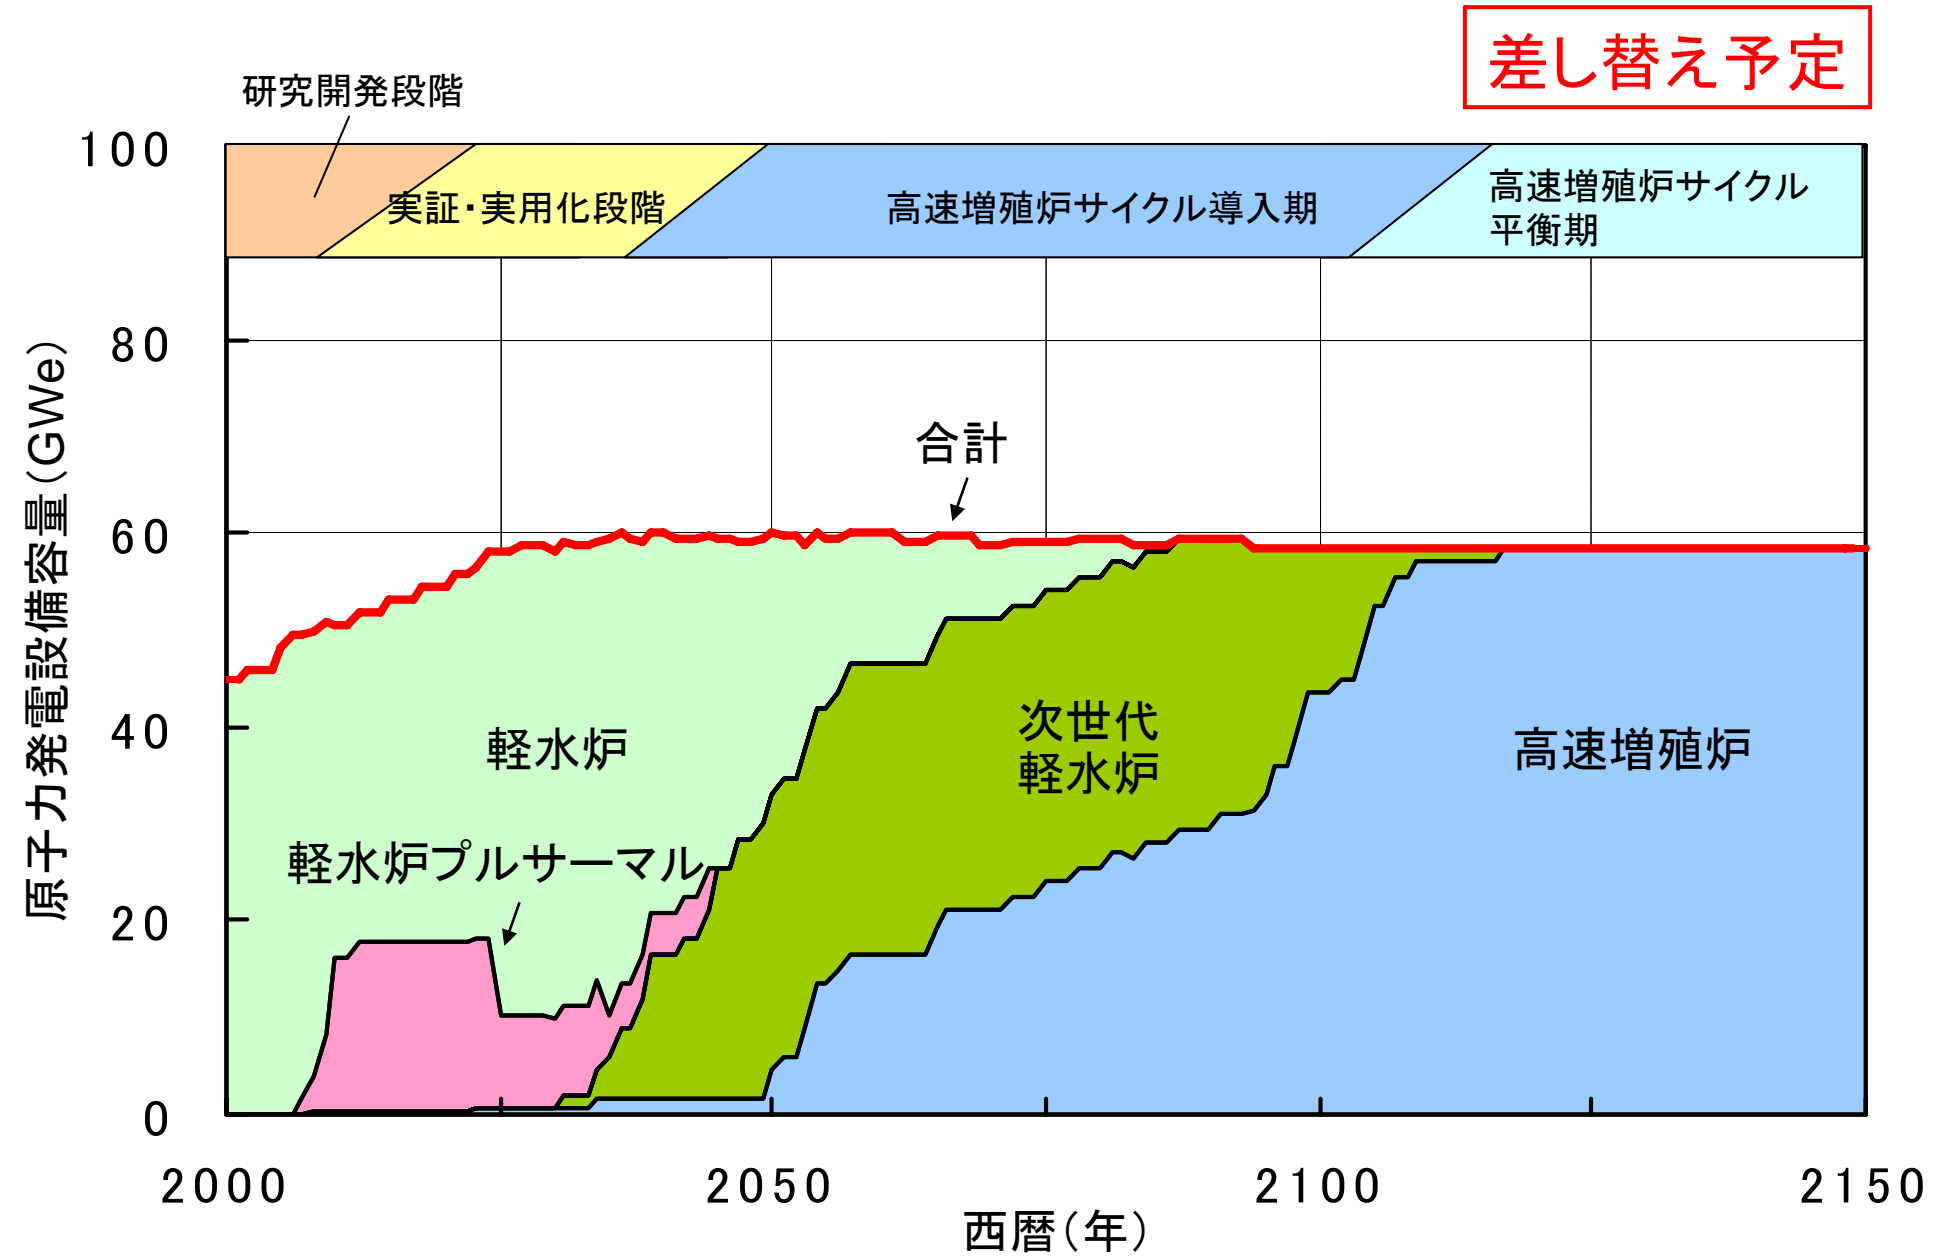 差し替え予定
研究開発段階
実証・実用化段階
高速増殖炉サイクル導入期
高速増殖炉サイクル
平衡期
原子力発電設備容量(GWe)
100
80
60
40
20
0
合計
軽水炉
次世代
軽水炉
高速増殖炉
軽水炉プルサーマル
2000
2050
2100
2150
西暦(年)